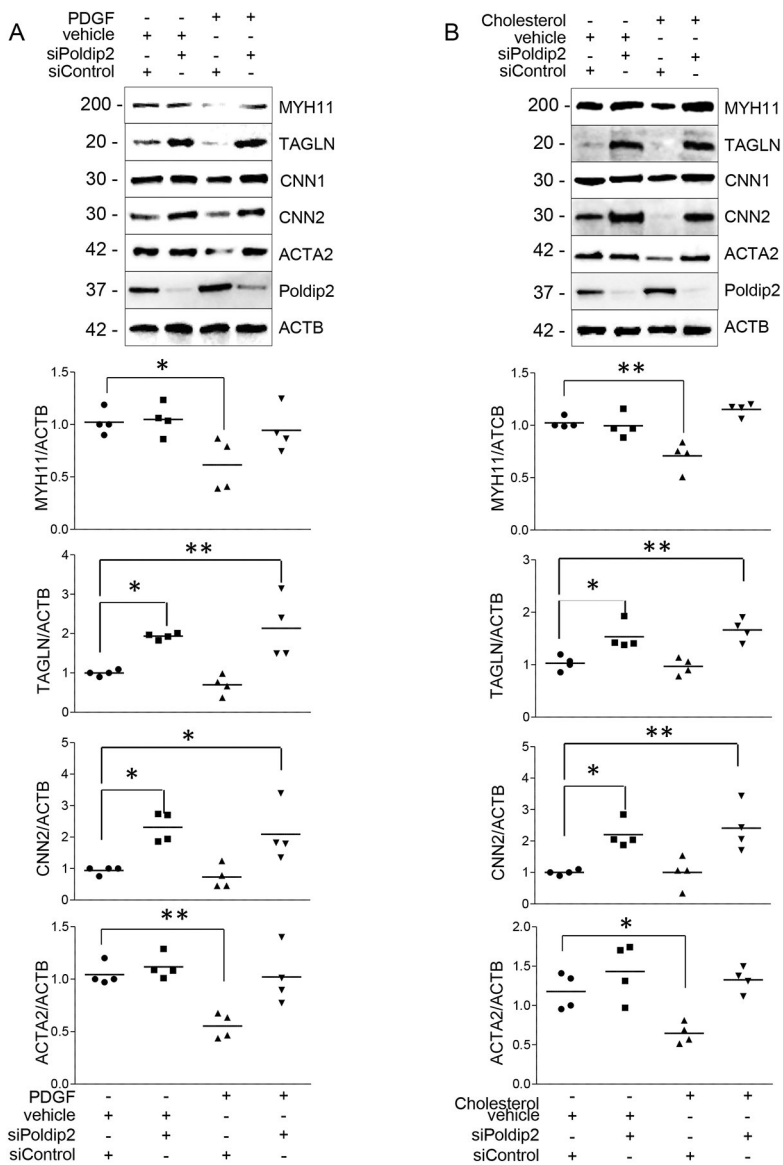 A
PDGF - - + +
vehicle + + - -
siPoldip2 - + - +
siControl + - + -
200 - MYH11
20 - TAGLN
30 - CNN1
30 - CNN2
42 - ACTA2
37 - Poldip2
42 - ACTB
MYH11/ACTB
1.5
1.0
0.5
0.0
*
TAGLN/ACTB
4
3
2
1
0
*
**
CNN2/ACTB
5
4
3
2
1
0
*
*
ACTA2/ACTB
1.5
1.0
0.5
0.0
**
PDGF - - + +
vehicle + + - -
siPoldip2 - + - +
siControl + - + -
B
Cholesterol - - + +
vehicle + + - -
siPoldip2 - + - +
siControl + - + -
200 - MYH11
20 - TAGLN
30 - CNN1
30 - CNN2
42 - ACTA2
37 - Poldip2
42 - ACTB
MYH11/ATCB
1.5
1.0
0.5
0.0
**
TAGLN/ACTB
3
2
1
0
*
**
CNN2/ACTB
5
4
3
2
1
0
*
**
ACTA2/ACTB
2.0
1.5
1.0
0.5
0.0
*
Cholesterol - - + +
vehicle + + - -
siPoldip2 - + - +
siControl + - + -